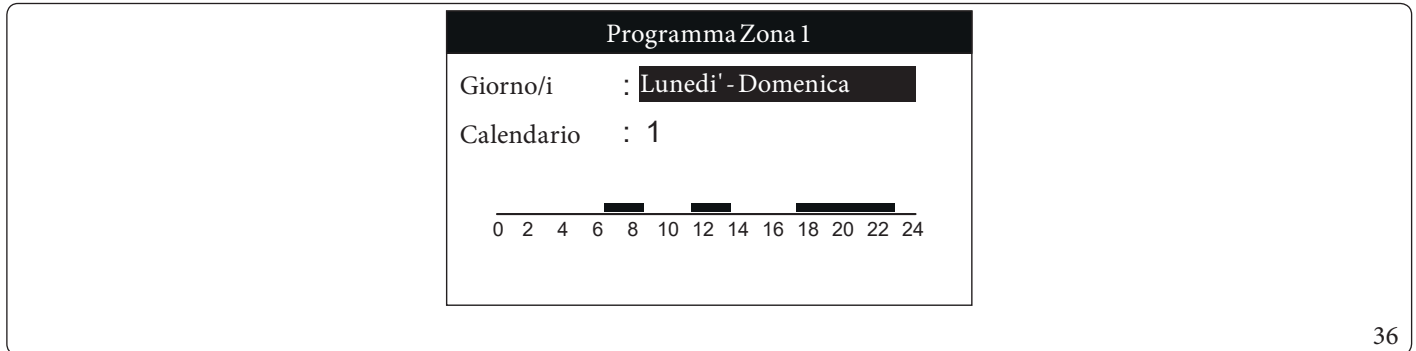 Programma Zona 1
Giorno/i : Lunedi' - Domenica
Calendario : 1
0 2 4 6 8 10 12 14 16 18 20 22 24
36